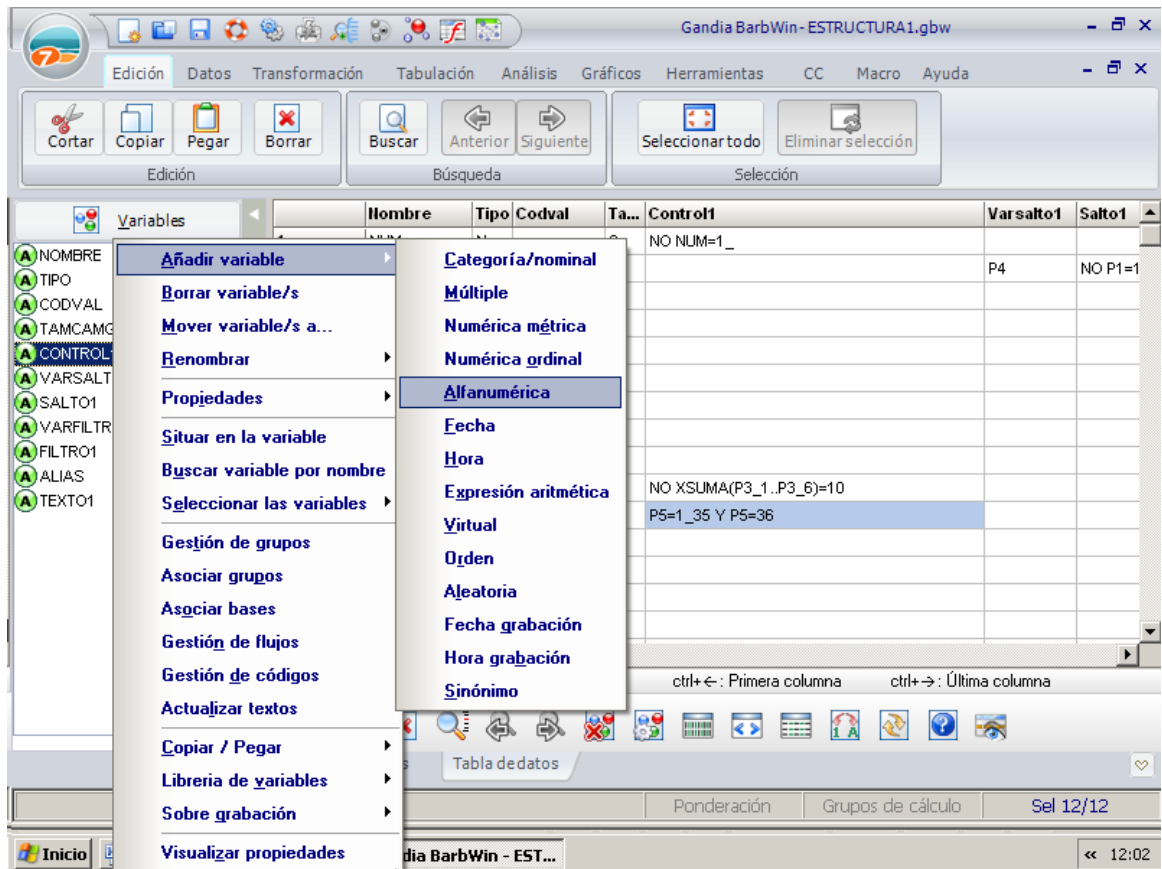 Gandia BarbWin - ESTRUCTURA1.gbw
7
Edición Datos Transformación Tabulación Análisis Gráficos Herramientas CC Macro Ayuda
Cortar Copiar Pegar Borrar Buscar Anterior Siguiente Seleccionar todo Eliminar selección
Edición Búsqueda Selección
Variables
Nombre Tipo Codval Ta... Control1 Varsalto1 Salto1
NO NUM=1_
P4 NO P1=1
NO XSUMA(P3_1..P3_6)=10
P5=1_35 Y P5=36
A NOMBRE
A TIPO
A CODVAL
A TAMCAMG
A CONTROL
A VARSALT
A SALTO1
A VARFILTR
A FILTRO1
A ALIAS
A TEXTO1
Añadir variable
Borrar variable/s
Mover variable/s a...
Renombrar
Propiedades
Situar en la variable
Buscar variable por nombre
Seleccionar las variables
Gestión de grupos
Asociar grupos
Asociar bases
Gestión de flujos
Gestión de códigos
Actualizar textos
Copiar / Pegar
Libreria de variables
Sobre grabación
Visualizar propiedades
Categoría/nominal
Múltiple
Numérica métrica
Numérica ordinal
Alfanumérica
Fecha
Hora
Expresión aritmética
Virtual
Orden
Aleatoria
Fecha grabación
Hora grabación
Sinónimo
ctrl+←: Primera columna ctrl+→: Última columna
Tabla de datos
Ponderación Grupos de cálculo Sel 12/12
Inicio dia BarbWin - EST... « 12:02